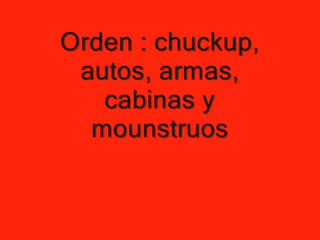 Orden : chuckup,
autos, armas,
cabinas y
mounstruos